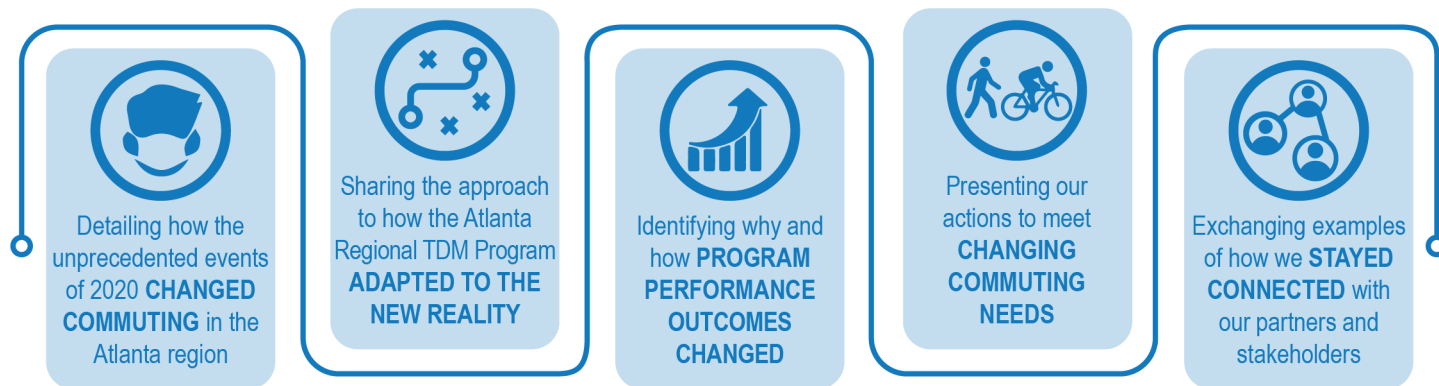 Detailing how the
unprecedented events
of 2020 CHANGED
COMMUTING in the
Atlanta region
Sharing the approach
to how the Atlanta
Regional TDM Program
ADAPTED TO THE
NEW REALITY
Identifying why and
how PROGRAM
PERFORMANCE
OUTCOMES
CHANGED
Presenting our
actions to meet
CHANGING
COMMUTING
NEEDS
Exchanging examples
of how we STAYED
CONNECTED with
our partners and
stakeholders